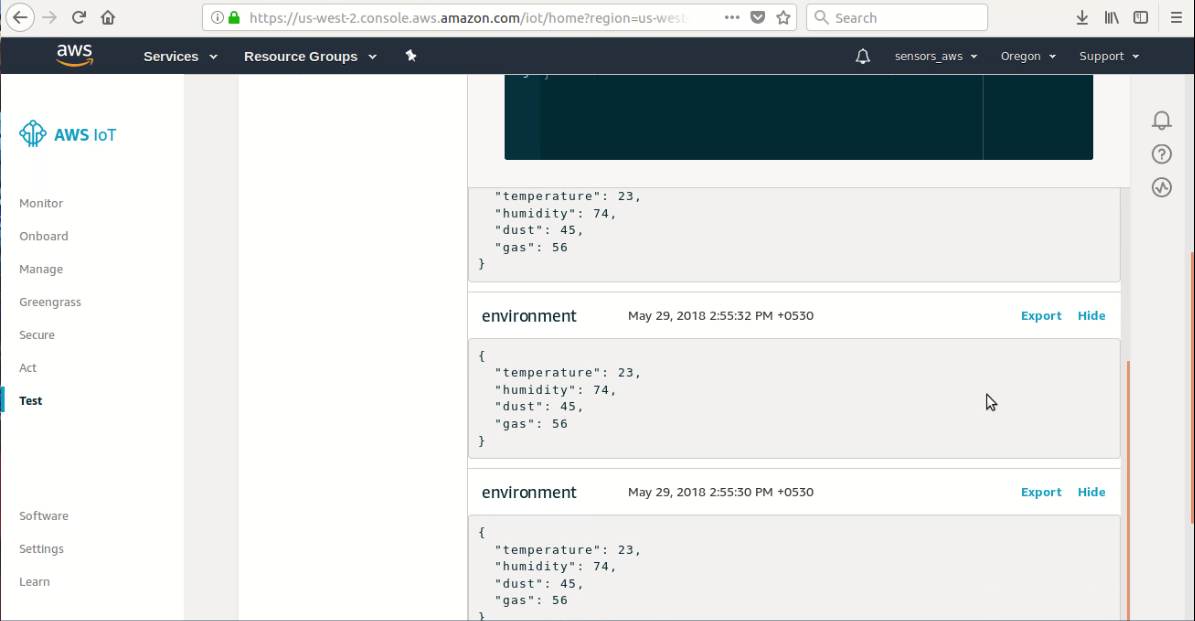 https://us-west-2.console.aws.amazon.com/iot/home?region=us-west-
Search
aws
Services
Resource Groups
sensors_aws
Oregon
Support
AWS IoT
Monitor
Onboard
Manage
Greengrass
Secure
Act
Test
Software
Settings
Learn
"temperature": 23,
"humidity": 74,
"dust": 45,
"gas": 56
}
environment May 29, 2018 2:55:32 PM +0530 Export Hide
{
"temperature": 23,
"humidity": 74,
"dust": 45,
"gas": 56
}
environment May 29, 2018 2:55:30 PM +0530 Export Hide
{
"temperature": 23,
"humidity": 74,
"dust": 45,
"gas": 56
}